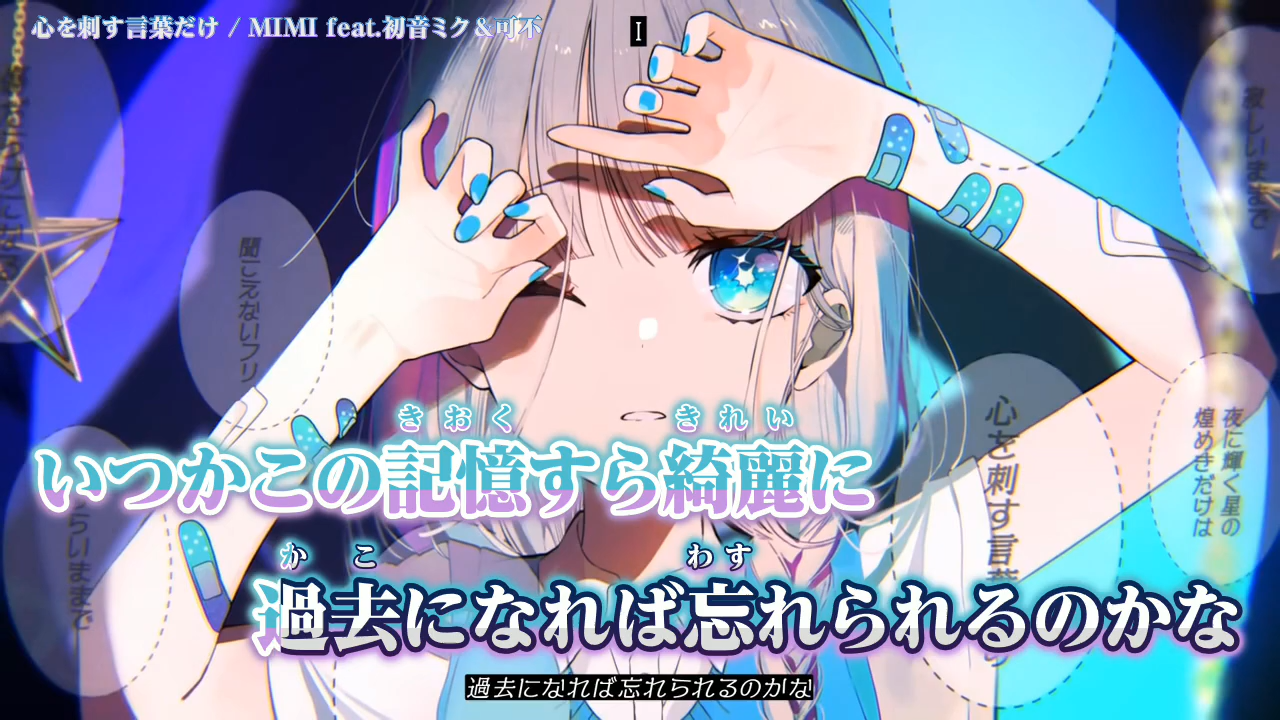 心を刺す言葉だけ / MIMI feat.初音ミク＆可不
I
寂しいままで
聞こえないフリ
心を刺す言葉
夜に輝く星の
煌めきだけは
きおく きれい
いつかこの記憶すら綺麗に
かこ わす
過去になれば忘れられるのかな
過去になれば忘れられるのかな